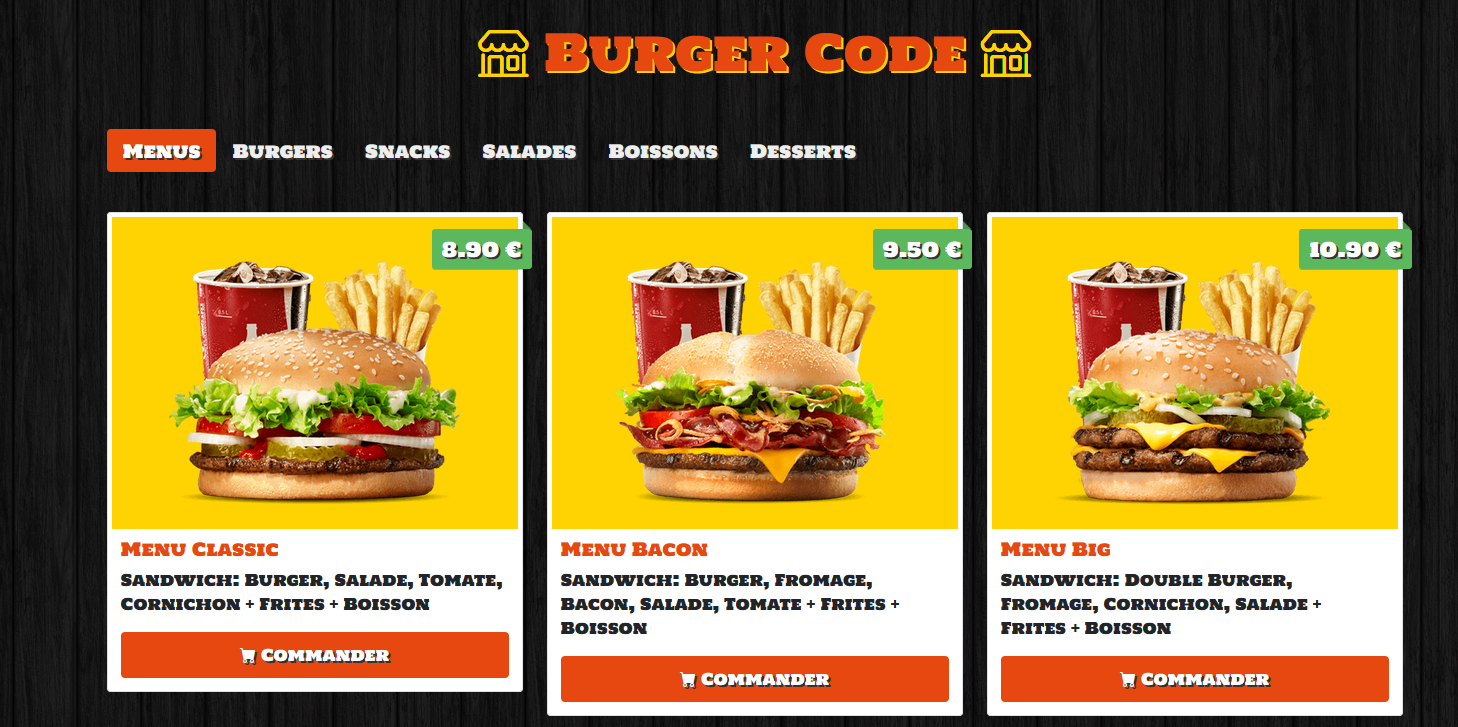 Burger Code
Menus Burgers Snacks Salades Boissons Desserts
8.90 €
9.50 €
10.90 €
Menu Classic
Sandwich: Burger, Salade, Tomate,
Cornichon + Frites + Boisson
Commander
Menu Bacon
Sandwich: Burger, Fromage,
Bacon, Salade, Tomate + Frites +
Boisson
Commander
Menu Big
Sandwich: Double Burger,
Fromage, Cornichon, Salade +
Frites + Boisson
Commander